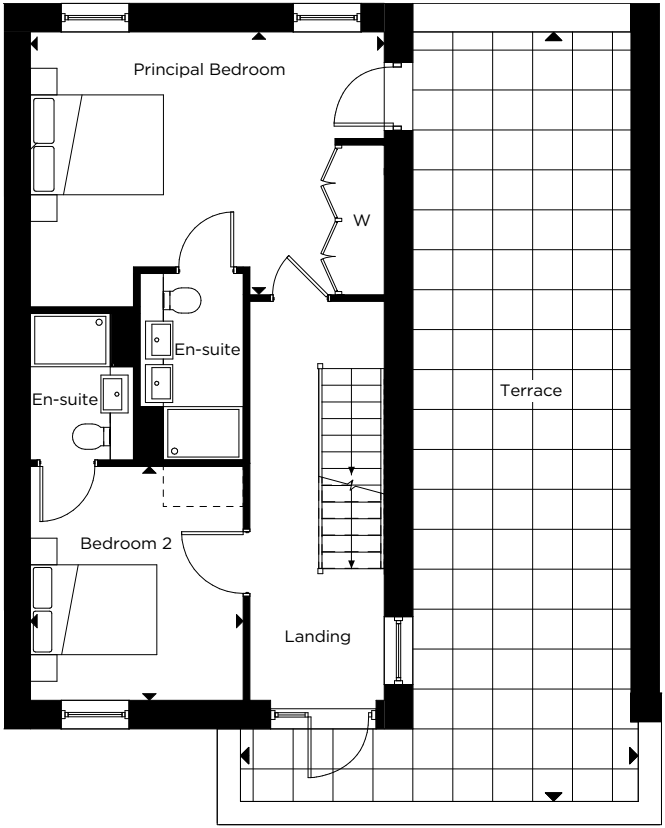 Principal Bedroom
W
En-suite
Terrace
En-suite
Bedroom 2
Landing